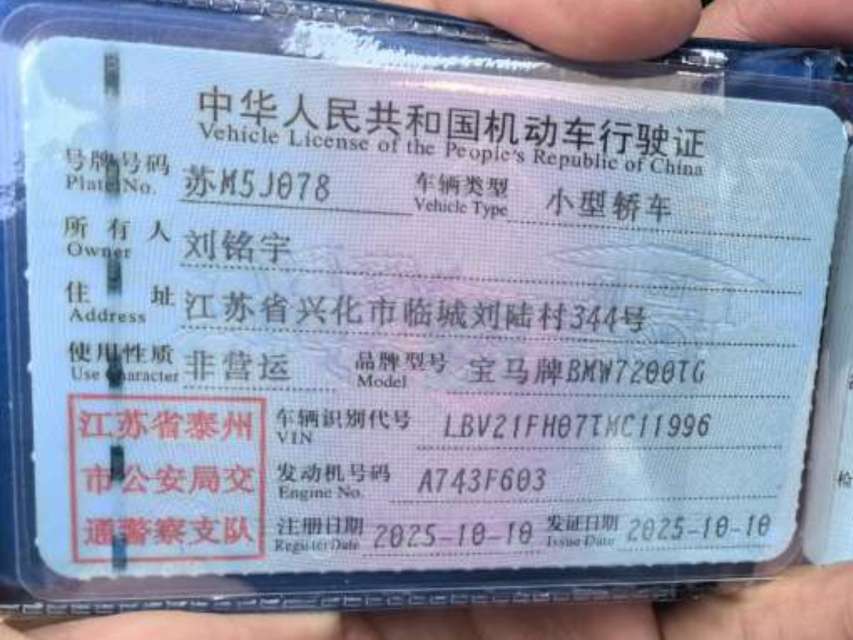 中华人民共和国机动车行驶证
Vehicle License of the People's Republic of China
号牌号码 苏M5J078 车辆类型 小型轿车
Plate No. Vehicle Type
所有人 刘铭宇
Owner
住址 江苏省兴化市临城刘陆村344号
Address
使用性质 非营运 品牌型号 宝马牌BMW7200TG
Use Character Model
江苏省泰州 车辆识别代号 LBV21FH07TMC11996
VIN
市公安局交 发动机号码 A743F603
Engine No.
通警察支队 注册日期 2025-10-10 发证日期 2025-10-10
Register Date Issue Date